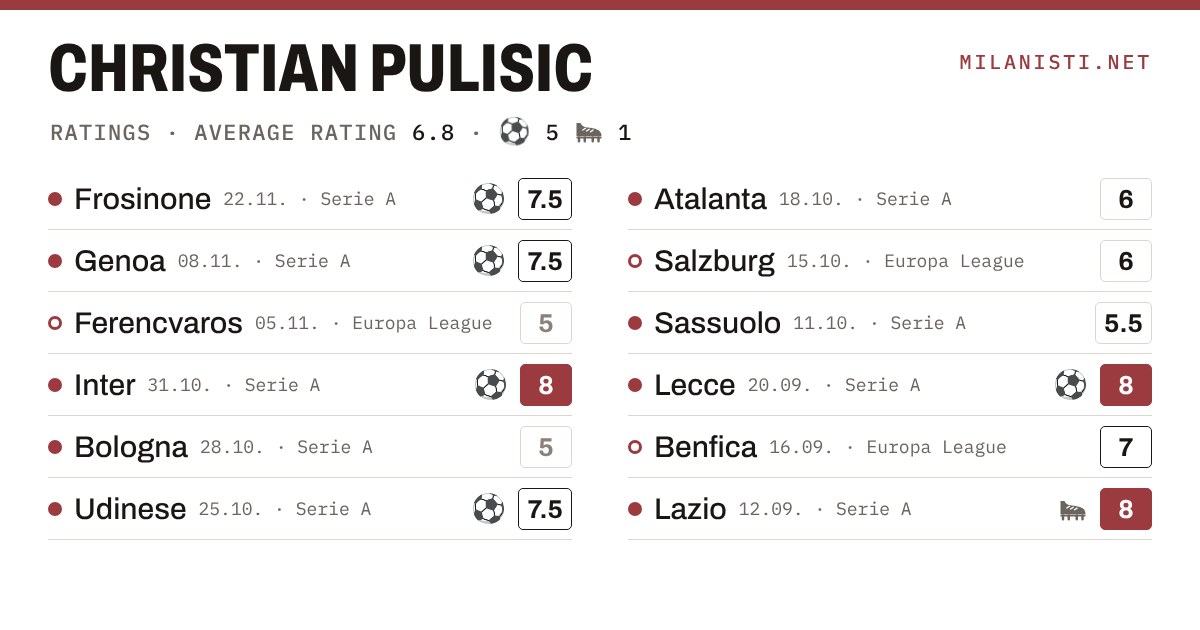 CHRISTIAN PULISIC
MILANISTI.NET
RATINGS · AVERAGE RATING 6.8 · ⚽ 5 1
Frosinone 22.11. · Serie A ⚽ 7.5
Genoa 08.11. · Serie A ⚽ 7.5
Ferencvaros 05.11. · Europa League 5
Inter 31.10. · Serie A ⚽ 8
Bologna 28.10. · Serie A 5
Udinese 25.10. · Serie A ⚽ 7.5
Atalanta 18.10. · Serie A 6
Salzburg 15.10. · Europa League 6
Sassuolo 11.10. · Serie A 5.5
Lecce 20.09. · Serie A ⚽ 8
Benfica 16.09. · Europa League 7
Lazio 12.09. · Serie A 8